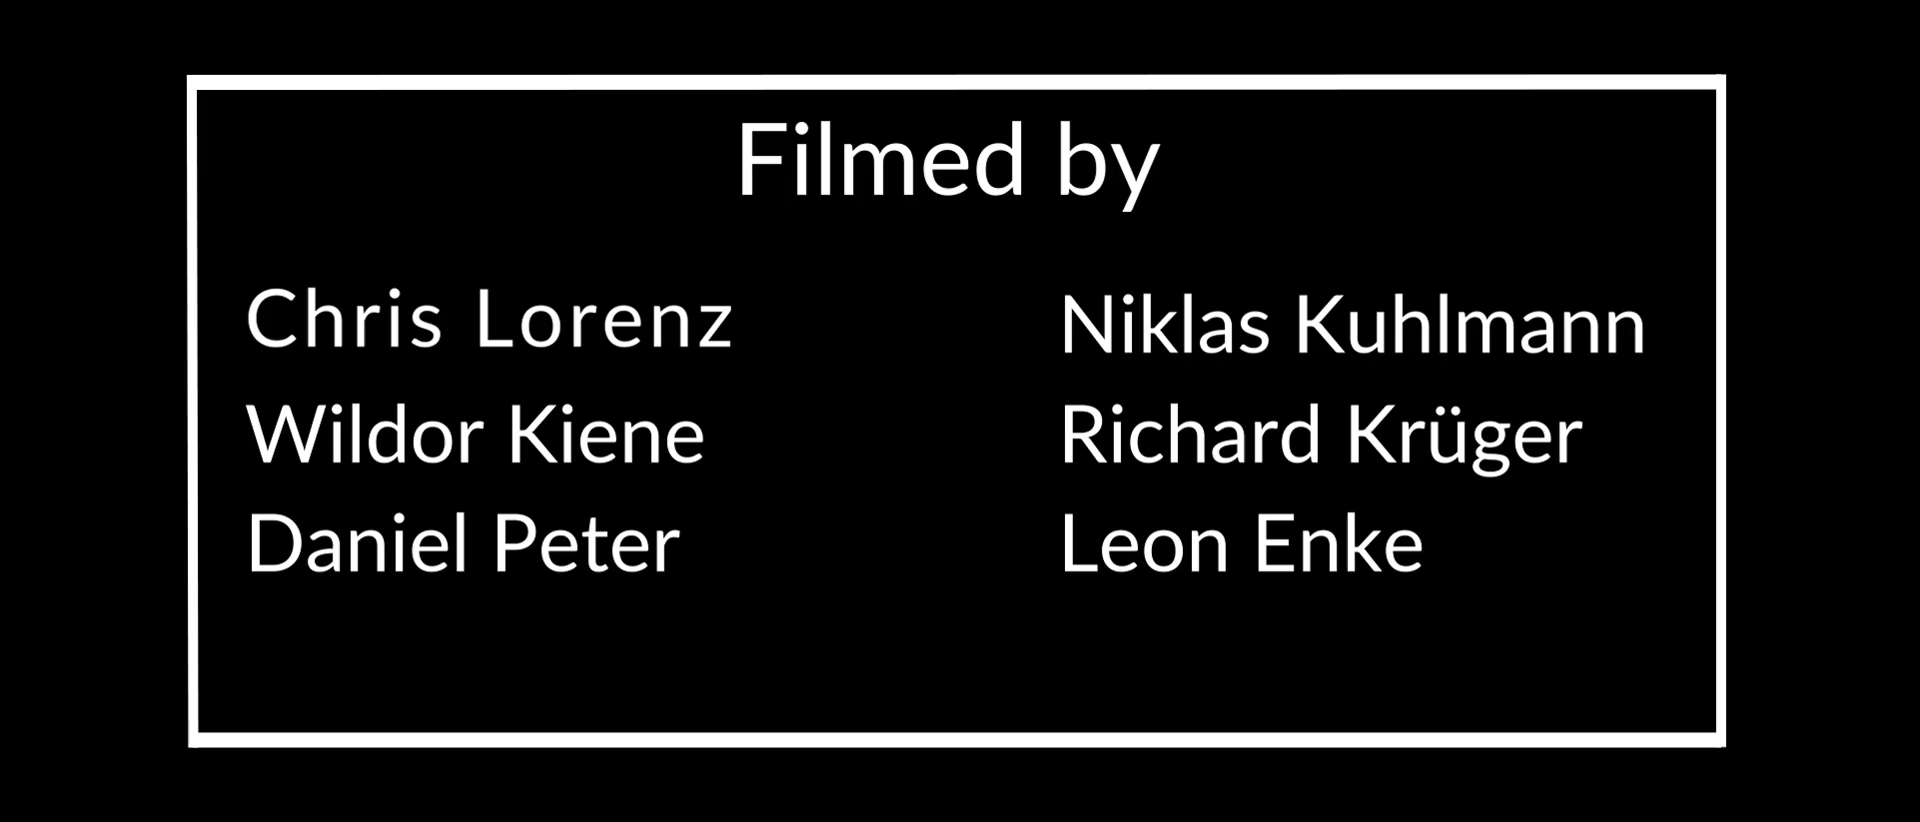 Filmed by
Chris Lorenz
Niklas Kuhlmann
Wildor Kiene
Richard Krüger
Daniel Peter
Leon Enke